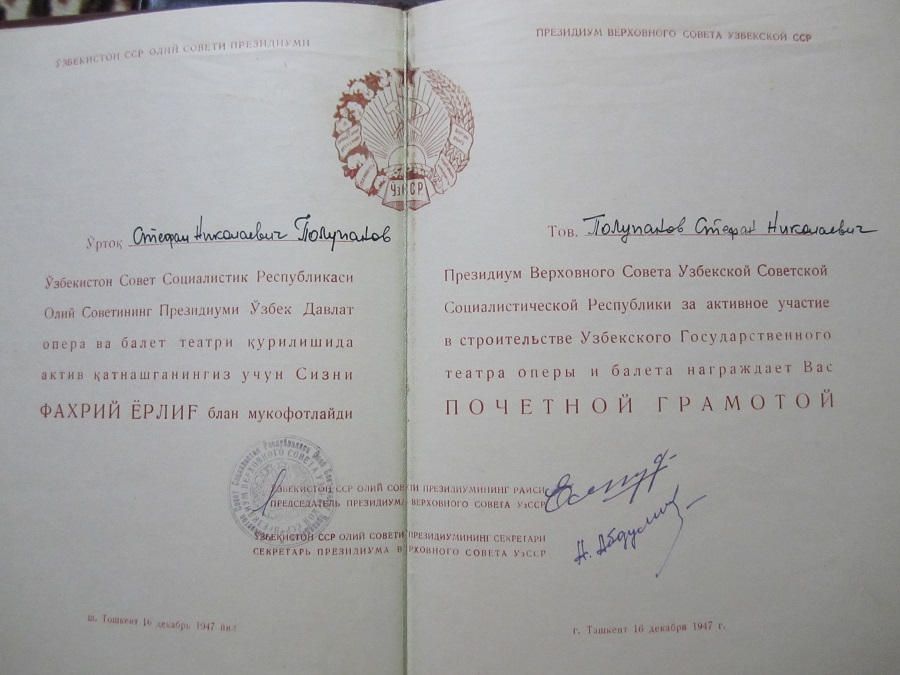 ЎЗБЕКИСТОН ССР ОЛИЙ СОВЕТИ ПРЕЗИДИУМИ
Ўртоқ Стефан Николаевич Полупанов
Ўзбекистон Совет Социалистик Республикаси
Олий Советининг Президиуми Ўзбек Давлат
опера ва балет театри қурилишида
актив қатнашганингиз учун Сизни
ФАХРИЙ ЁРЛИҒ блан мукофотлайди
ПРЕЗИДИУМ ВЕРХОВНОГО СОВЕТА УЗБЕКСКОЙ ССР
УзССР
Тов. Полупанов Стефан Николаевич
Президиум Верховного Совета Узбекской Советской
Социалистической Республики за активное участие
в строительстве Узбекского Государственного
театра оперы и балета награждает Вас
ПОЧЕТНОЙ ГРАМОТОЙ
ЎЗБЕКИСТОН ССР ОЛИЙ СОВЕТИ ПРЕЗИДИУМИНИНГ РАИСИ
ПРЕДСЕДАТЕЛЬ ПРЕЗИДИУМА ВЕРХОВНОГО СОВЕТА УзССР
ЎЗБЕКИСТОН ССР ОЛИЙ СОВЕТИ ПРЕЗИДИУМИНИНГ СЕКРЕТАРИ
СЕКРЕТАРЬ ПРЕЗИДИУМА ВЕРХОВНОГО СОВЕТА УзССР
ш. Тошкент 16 декабрь 1947 йил
г. Ташкент 16 декабря 1947 г.